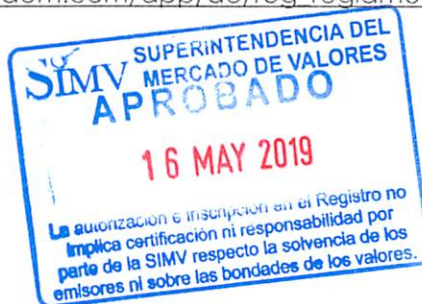 SUPERINTENDENCIA DEL
SIMV MERCADO DE VALORES
APROBADO
16 MAY 2019
La autorización e inscripción en el Registro no
implica certificación ni responsabilidad por
parte de la SIMV respecto la solvencia de los
emisores ni sobre las bondades de los valores.